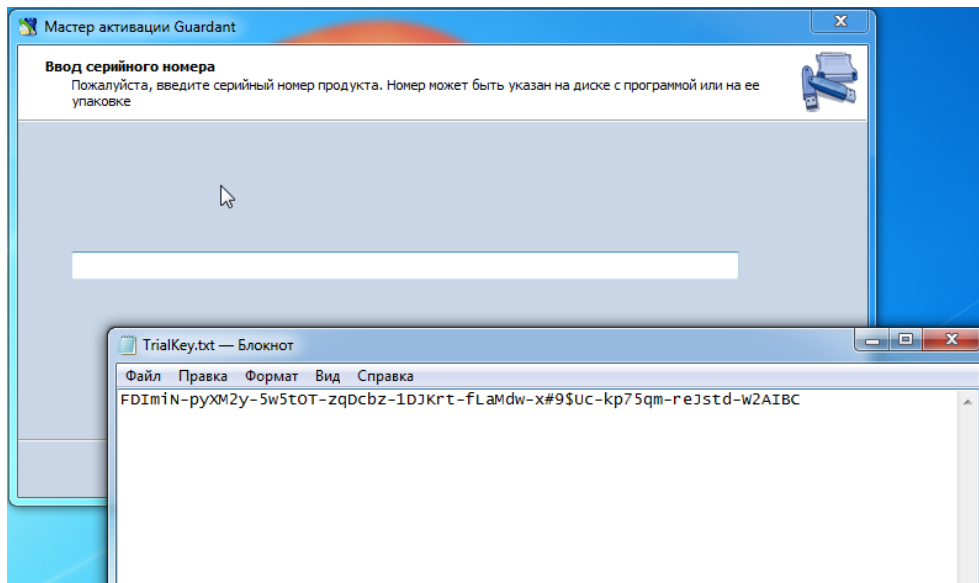 Мастер активации Guardant
Ввод серийного номера
Пожалуйста, введите серийный номер продукта. Номер может быть указан на диске с программой или на ее
упаковке
TrialKey.txt — Блокнот
Файл Правка Формат Вид Справка
FDImiN-pyXM2y-5w5tOT-zqDcbz-1DJKrt-fLaMdw-x#9$Uc-kp75qm-reJstd-W2AIBC